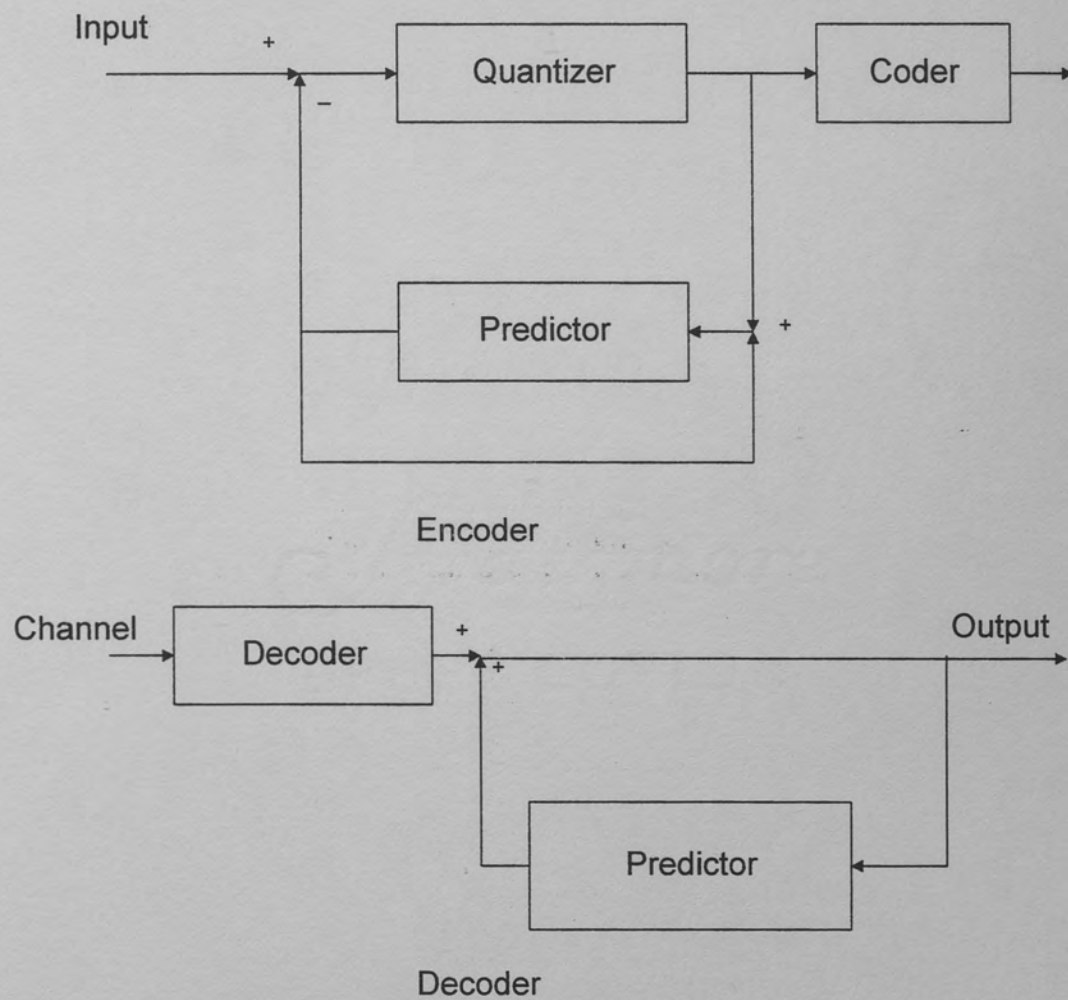 Input
+
Quantizer
Coder
–
Predictor
+
Encoder
Channel
Decoder
+
+
Output
Predictor
Decoder